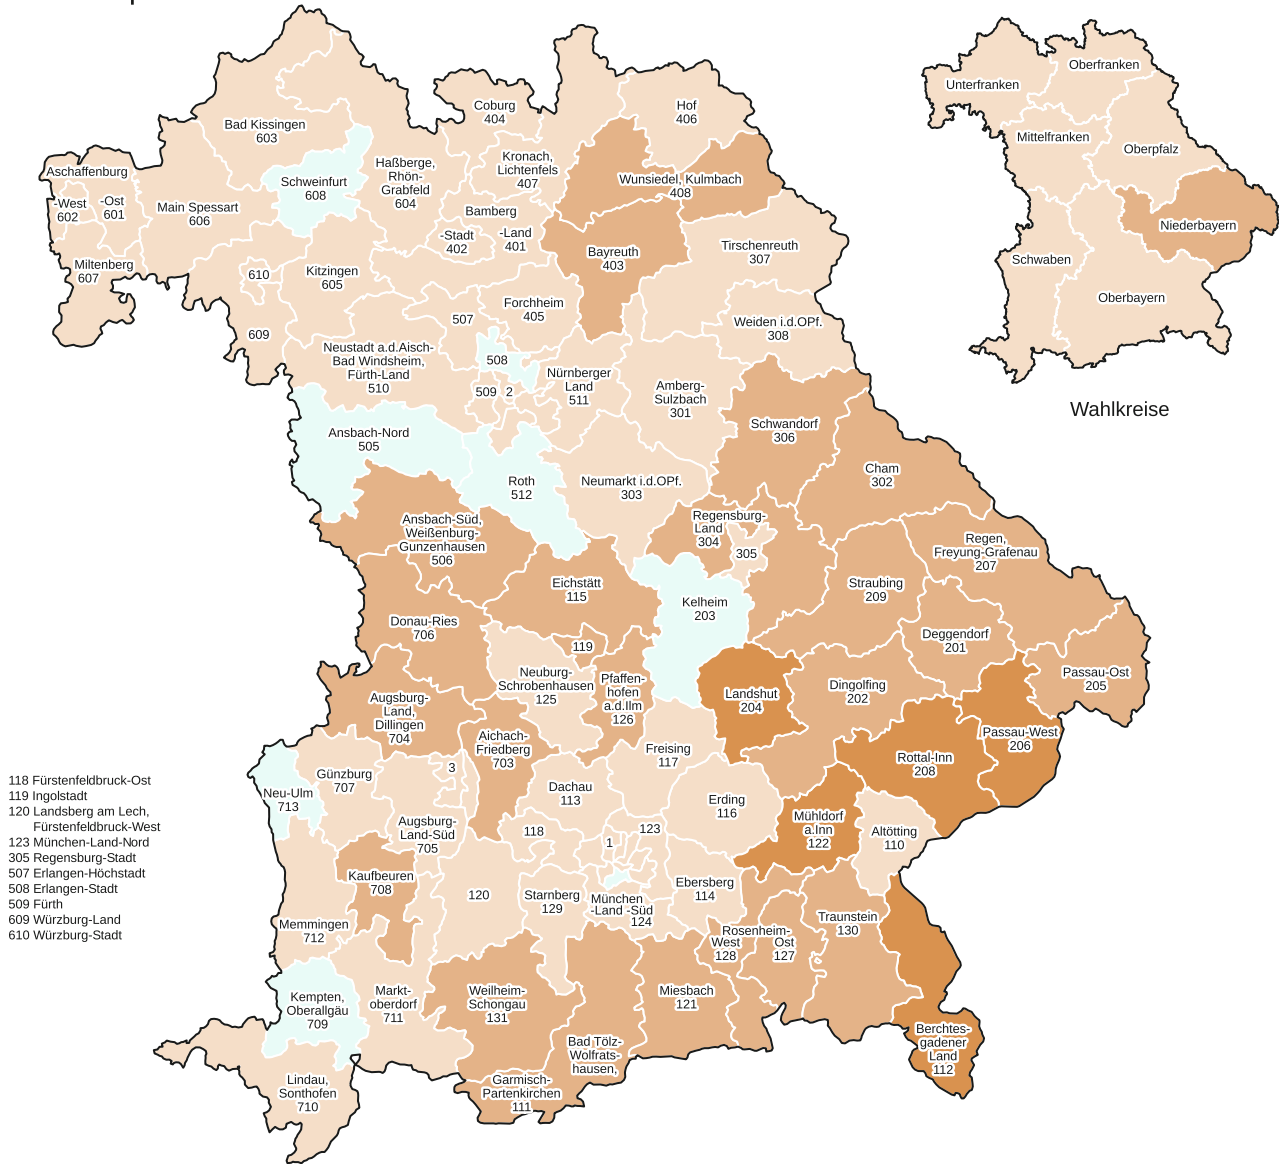 Coburg
404
Hof
406
Bad Kissingen
603
Kronach,
Lichtenfels
407
Haßberge,
Rhön-
Grabfeld
604
Aschaffenburg
-West
602
-Ost
601
Schweinfurt
608
Wunsiedel, Kulmbach
408
Main Spessart
606
Bamberg
-Stadt
402
-Land
401
Bayreuth
403
Tirschenreuth
307
Miltenberg
607
610
Kitzingen
605
Forchheim
405
507
609
Weiden i.d.OPf.
308
Neustadt a.d.Aisch-
Bad Windsheim,
Fürth-Land
510
508
509
2
Nürnberger
Land
511
Amberg-
Sulzbach
301
Schwandorf
306
Ansbach-Nord
505
Cham
302
Roth
512
Neumarkt i.d.OPf.
303
Regensburg-
Land
304
305
Ansbach-Süd,
Weißenburg-
Gunzenhausen
506
Regen,
Freyung-Grafenau
207
Eichstätt
115
Straubing
209
Kelheim
203
Donau-Ries
706
Deggendorf
201
119
Neuburg-
Schrobenhausen
125
Pfaffen-
hofen
a.d.Ilm
126
Passau-Ost
205
Landshut
204
Dingolfing
202
Augsburg-
Land,
Dillingen
704
Passau-West
206
Aichach-
Friedberg
703
Freising
117
Rottal-Inn
208
3
Günzburg
707
Neu-Ulm
713
Dachau
113
Erding
116
Mühldorf
a.Inn
122
Altötting
110
Augsburg-
Land-Süd
705
118
1
123
Kaufbeuren
708
120
Starnberg
129
München
-Land -Süd
124
Ebersberg
114
Memmingen
712
Rosenheim-
West
128
Ost
127
Traunstein
130
Kempten,
Oberallgäu
709
Markt-
oberdorf
711
Weilheim-
Schongau
131
Miesbach
121
Bad Tölz-
Wolfrats-
hausen,
Garmisch-
Partenkirchen
111
Berchtes-
gadener
Land
112
Lindau,
Sonthofen
710
118 Fürstenfeldbruck-Ost
119 Ingolstadt
120 Landsberg am Lech,
Fürstenfeldbruck-West
123 München-Land-Nord
305 Regensburg-Stadt
507 Erlangen-Höchstadt
508 Erlangen-Stadt
509 Fürth
609 Würzburg-Land
610 Würzburg-Stadt
Oberfranken
Unterfranken
Mittelfranken
Oberpfalz
Niederbayern
Schwaben
Oberbayern
Wahlkreise